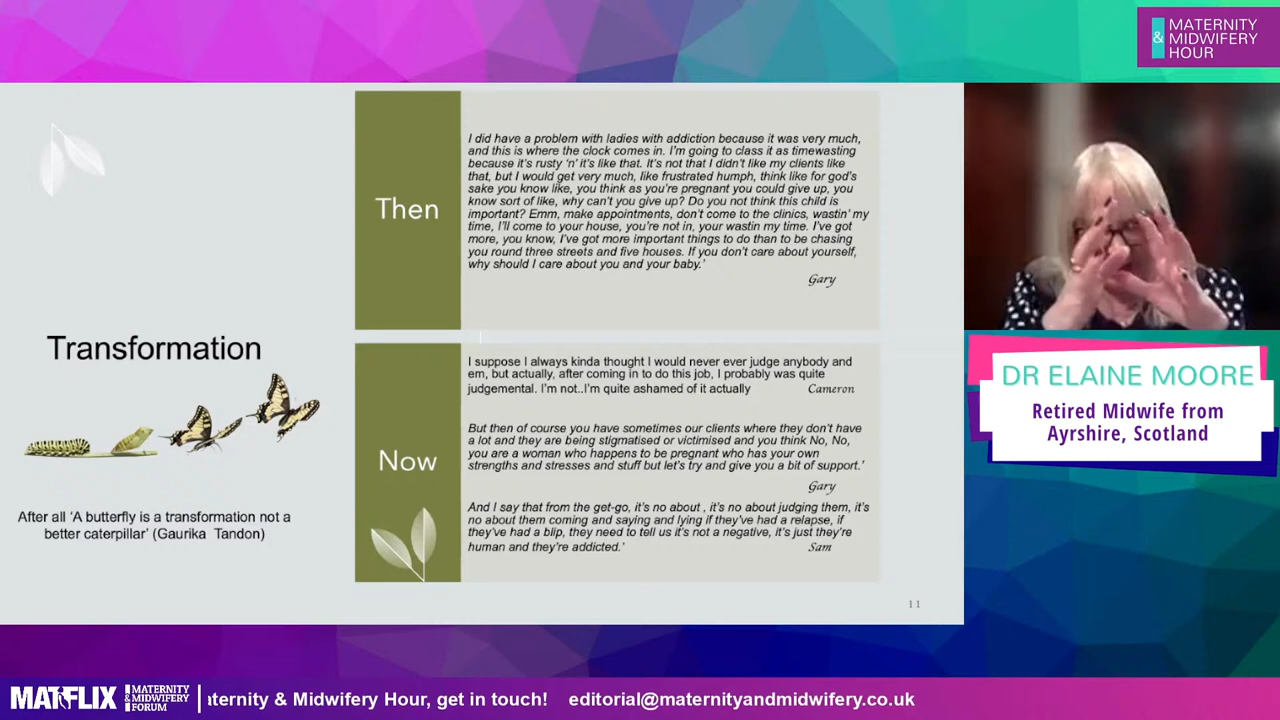 MATERNITY
& MIDWIFERY
HOUR
Then
I did have a problem with ladies with addiction because it was very much,
and this is where the clock comes in. I'm going to class it as timewasting
because it's rusty 'n' it's like that. It's not that I didn't like my clients like
that, but I would get very much, like frustrated humph, think like for god's
sake you know like, you think as you're pregnant you could give up, you
know sort of like, why can't you give up? Do you not think this child is
important? Emm, make appointments, don't come to the clinics, wastin' my
time, I'll come to your house, you're not in, your wastin my time. I've got
more, you know, I've got more important things to do than to be chasing
you round three streets and five houses. If you don't care about yourself,
why should I care about you and your baby.'
Gary
Transformation
After all 'A butterfly is a transformation not a
better caterpillar' (Gaurika Tandon)
Now
I suppose I always kinda thought I would never ever judge anybody and
em, but actually, after coming in to do this job, I probably was quite
judgemental. I'm not..I'm quite ashamed of it actually Cameron
But then of course you have sometimes our clients where they don't have
a lot and they are being stigmatised or victimised and you think No, No,
you are a woman who happens to be pregnant who has your own
strengths and stresses and stuff but let's try and give you a bit of support.'
Gary
And I say that from the get-go, it's no about , it's no about judging them, it's
no about them coming and saying and lying if they've had a relapse, if
they've had a blip, they need to tell us it's not a negative, it's just they're
human and they're addicted.' Sam
11
DR ELAINE MOORE
Retired Midwife from
Ayrshire, Scotland
MATFLIX
MATERNITY
& MIDWIFERY
FORUM
ternity & Midwifery Hour, get in touch! editorial@maternityandmidwifery.co.uk